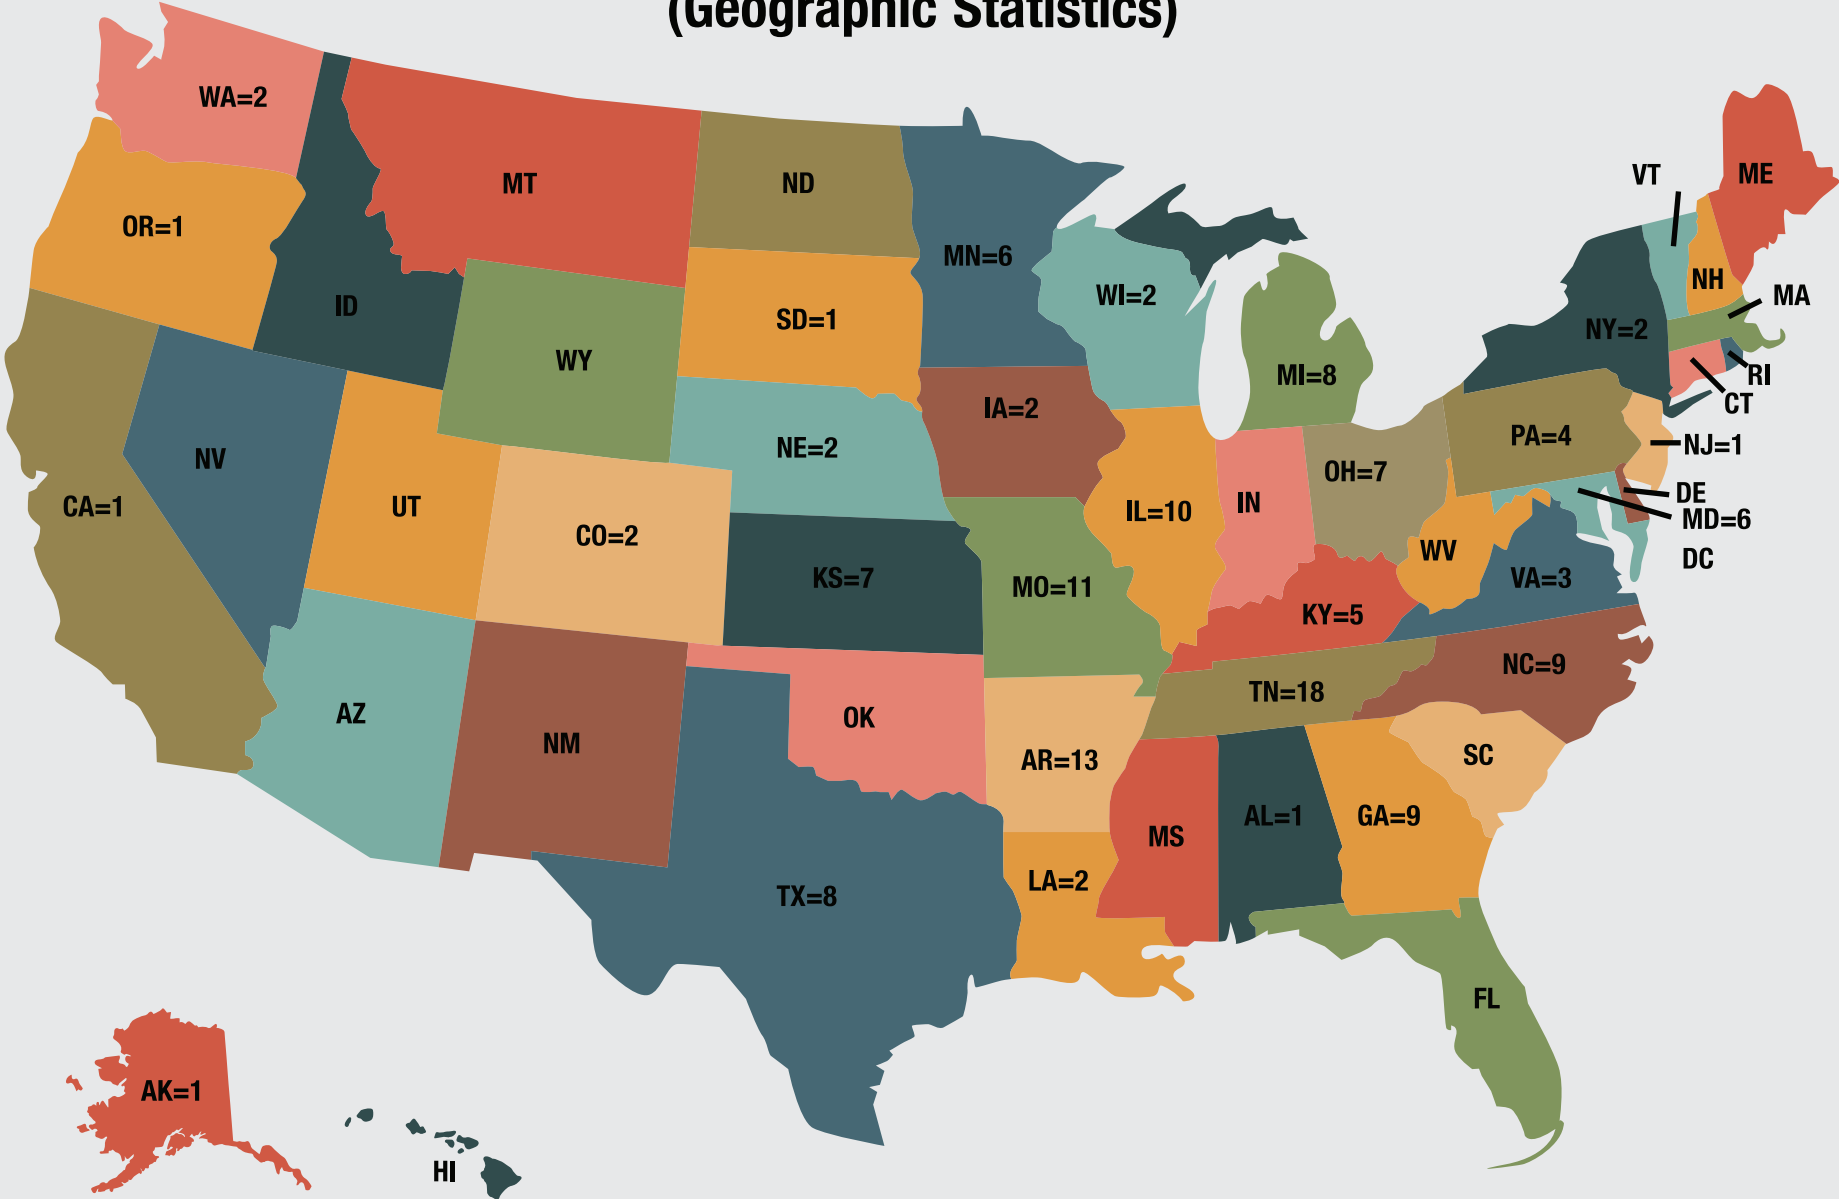 (Geographic Statistics)
WA=2
MT
ND
VT
ME
OR=1
MN=6
ID
WI=2
NH
MA
SD=1
NY=2
WY
MI=8
RI
IA=2
CT
NE=2
PA=4
NJ=1
NV
OH=7
CA=1
UT
IL=10
IN
DE
MD=6
CO=2
WV
DC
KS=7
MO=11
VA=3
KY=5
NC=9
TN=18
AZ
OK
NM
AR=13
SC
MS
AL=1
GA=9
LA=2
TX=8
FL
AK=1
HI